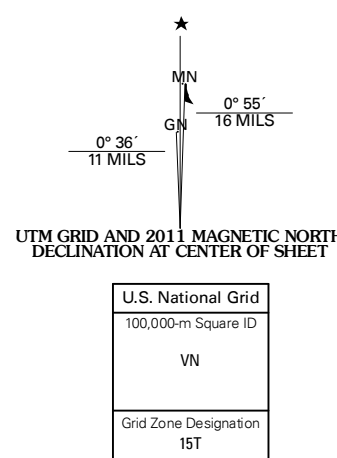 ★
MN
0° 55´
16 MILS
GN
0° 36´
11 MILS
UTM GRID AND 2011 MAGNETIC NORTH
DECLINATION AT CENTER OF SHEET
U.S. National Grid
100,000-m Square ID
VN
Grid Zone Designation
15T